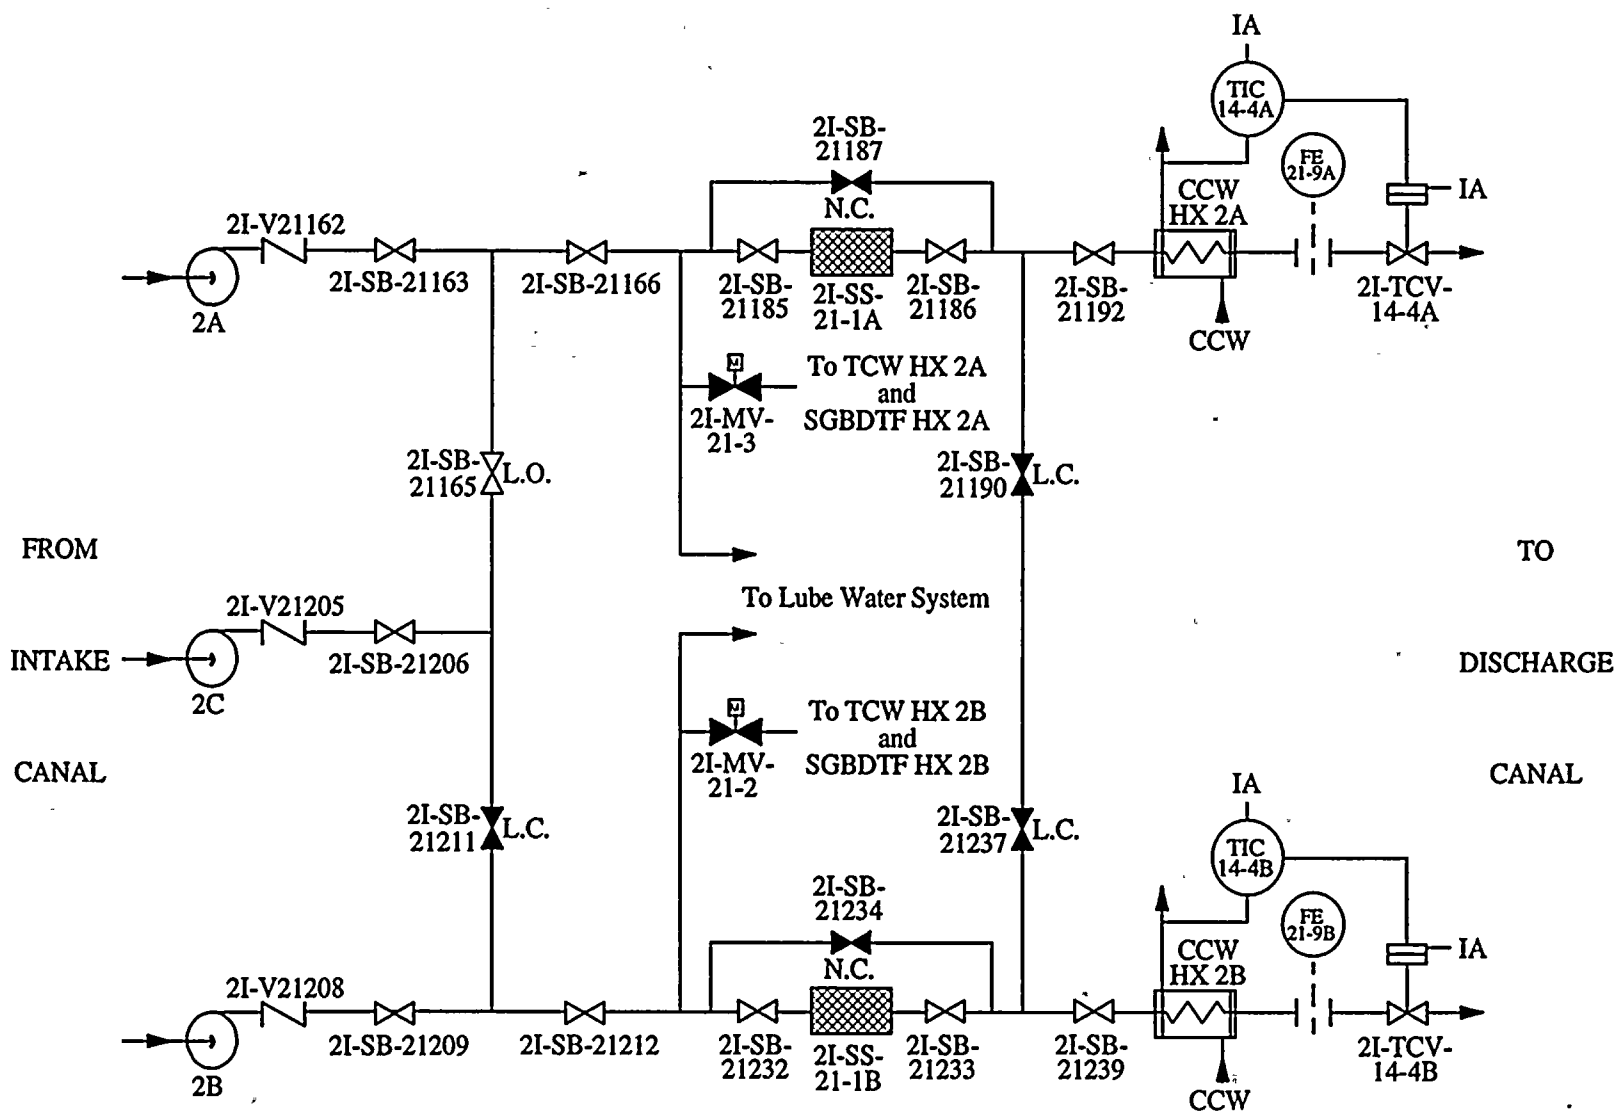 IA
TIC
14-4A
2I-SB-
21187
FE
21-9A
N.C.
CCW
HX 2A
IA
2I-V21162
2I-SB-21163
2I-SB-21166
2I-SB-
21185
2I-SS-
21-1A
2I-SB-
21186
2I-SB-
21192
2I-TCV-
14-4A
2A
CCW
M
To TCW HX 2A
and
SGBDTF HX 2A
2I-MV-
21-3
2I-SB-
21165
L.O.
2I-SB-
21190
L.C.
FROM
INTAKE
CANAL
TO
DISCHARGE
CANAL
To Lube Water System
2I-V21205
2I-SB-21206
2C
M
To TCW HX 2B
and
SGBDTF HX 2B
2I-MV-
21-2
2I-SB-
21211
L.C.
2I-SB-
21237
L.C.
IA
TIC
14-4B
2I-SB-
21234
FE
21-9B
N.C.
CCW
HX 2B
IA
2I-V21208
2I-SB-21209
2I-SB-21212
2I-SB-
21232
2I-SS-
21-1B
2I-SB-
21233
2I-SB-
21239
2I-TCV-
14-4B
2B
CCW